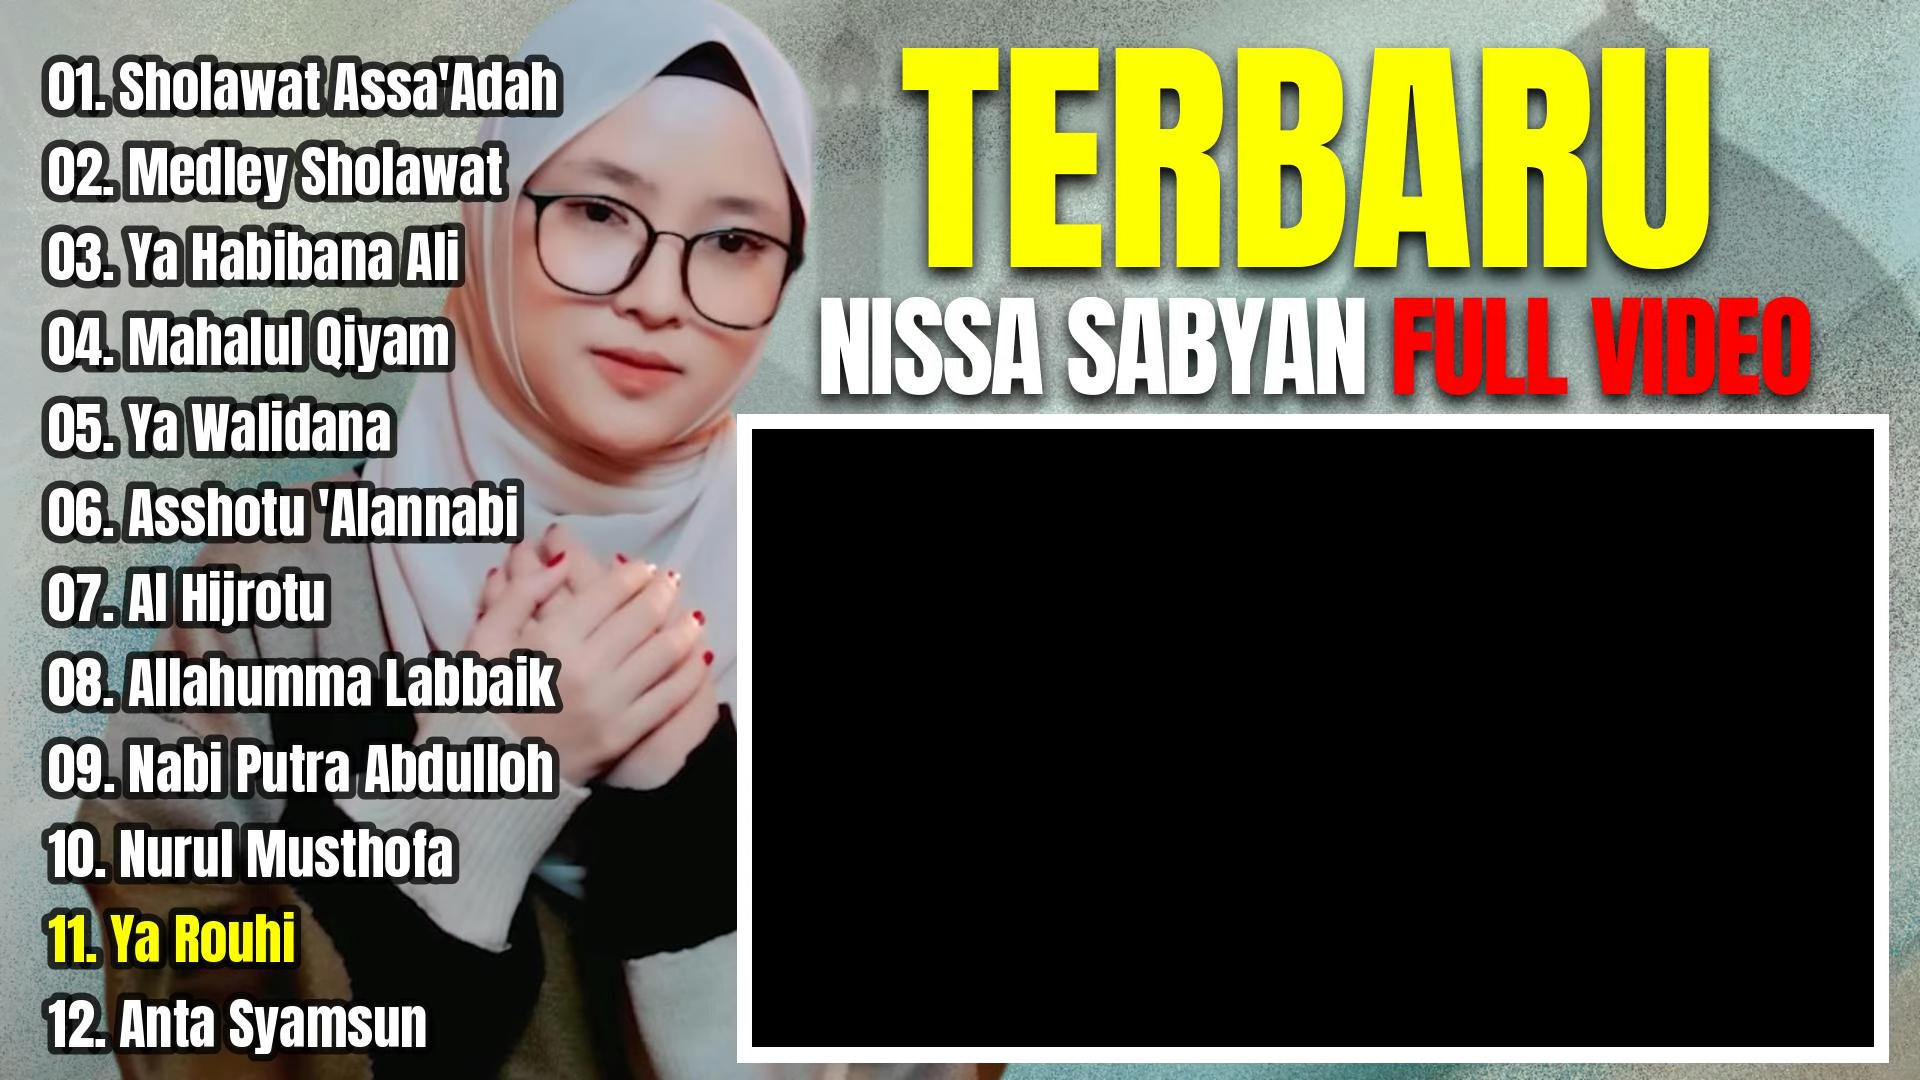 01. Sholawat Assa'Adah
02. Medley Sholawat
03. Ya Habibana Ali
04. Mahalul Qiyam
05. Ya Walidana
06. Asshotu 'Alannabi
07. Al Hijrotu
08. Allahumma Labbaik
09. Nabi Putra Abdulloh
10. Nurul Musthofa
11. Ya Rouhi
12. Anta Syamsun
TERBARU
NISSA SABYAN FULL VIDEO